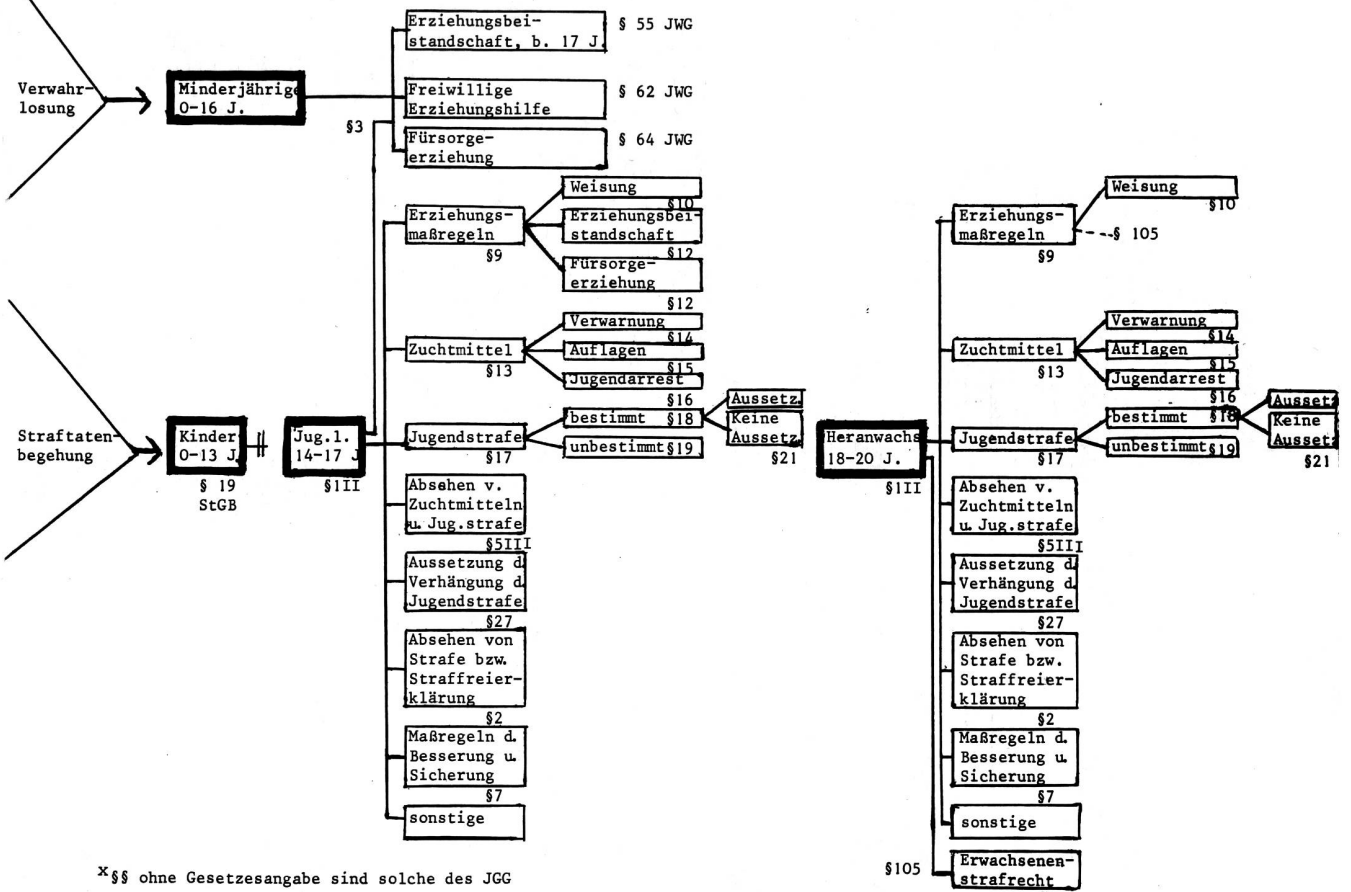 Verwahr-
losung
Minderjährige
0-16 J.
Erziehungsbei-
standschaft, b. 17 J.
§ 55 JWG
Freiwillige
Erziehungshilfe
§ 62 JWG
§3
Fürsorge-
erziehung
§ 64 JWG
Straftaten-
begehung
Kinder
0-13 J.
§ 19
StGB
Jug.l.
14-17 J
§1II
Erziehungs-
maßregeln
§9
Weisung
§10
Erziehungsbei-
standschaft
§12
Fürsorge-
erziehung
§12
Zuchtmittel
§13
Verwarnung
§14
Auflagen
§15
Jugendarrest
§16
Jugendstrafe
§17
bestimmt §18
unbestimmt §19
Aussetz.
Keine
Aussetz.
§21
Absehen v.
Zuchtmitteln
u. Jug.strafe
§5III
Aussetzung d.
Verhängung d.
Jugendstrafe
§27
Absehen von
Strafe bzw.
Straffreier-
klärung
§2
Maßregeln d.
Besserung u.
Sicherung
§7
sonstige
Heranwachs
18-20 J.
§1II
Erziehungs-
maßregeln
§9
Weisung
§10
§ 105
Zuchtmittel
§13
Verwarnung
§14
Auflagen
§15
Jugendarrest
§16
Jugendstrafe
§17
bestimmt §18
unbestimmt §19
Aussetz
Keine
Aussetz
§21
Absehen v.
Zuchtmitteln
u. Jug.strafe
§5III
Aussetzung d.
Verhängung d.
Jugendstrafe
§27
Absehen von
Strafe bzw.
Straffreier-
klärung
§2
Maßregeln d.
Besserung u.
Sicherung
§7
sonstige
§105
Erwachsenen-
strafrecht
x §§ ohne Gesetzesangabe sind solche des JGG